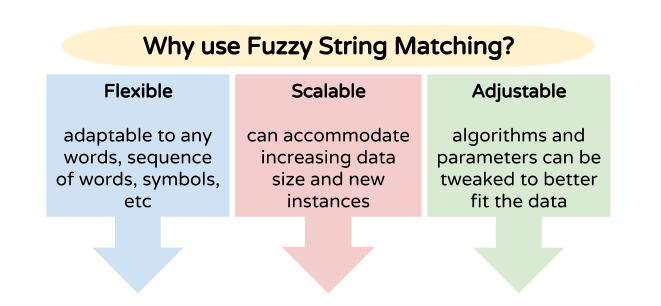 Why use Fuzzy String Matching?
Flexible
adaptable to any
words, sequence
of words, symbols,
etc
Scalable
can accommodate
increasing data
size and new
instances
Adjustable
algorithms and
parameters can be
tweaked to better
fit the data